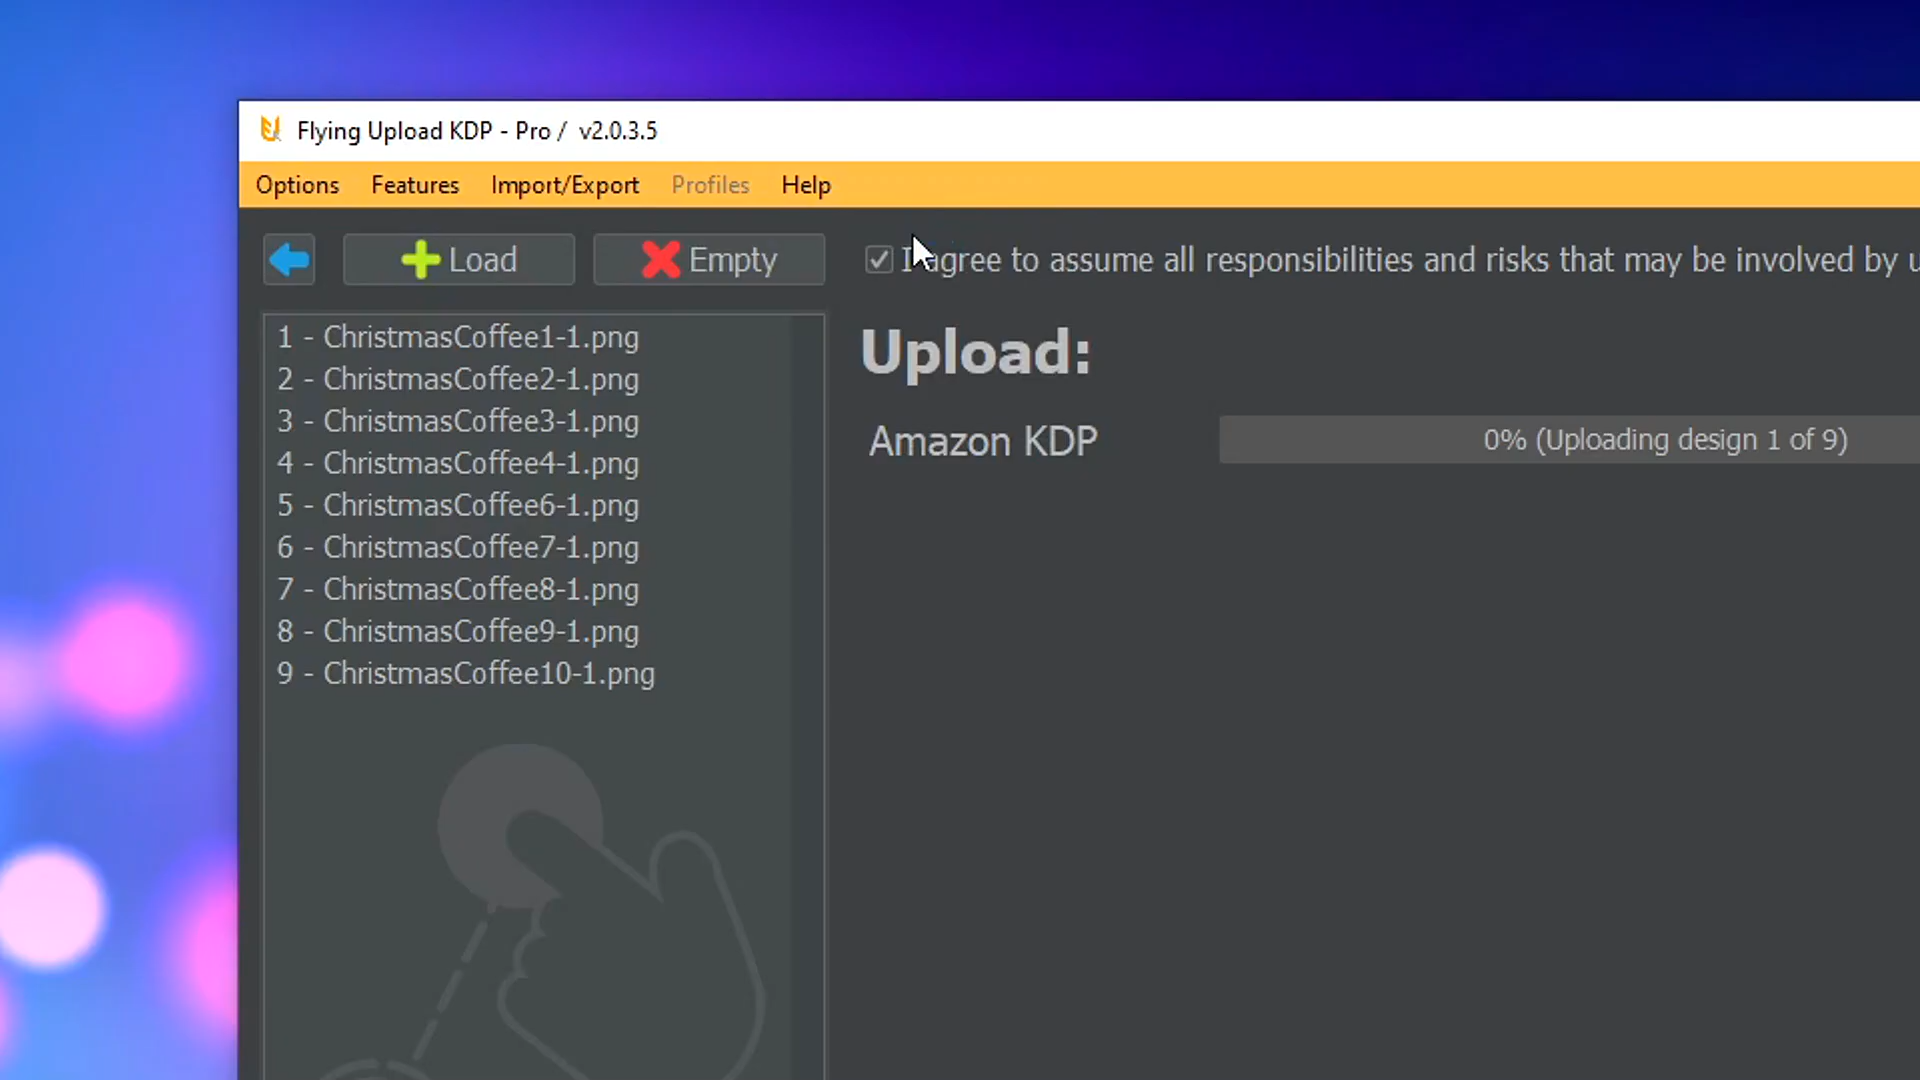 Flying Upload KDP - Pro / v2.0.3.5
Options Features Import/Export Profiles Help
Load Empty I agree to assume all responsibilities and risks that may be involved by
1 - ChristmasCoffee1-1.png
2 - ChristmasCoffee2-1.png
3 - ChristmasCoffee3-1.png
4 - ChristmasCoffee4-1.png
5 - ChristmasCoffee6-1.png
6 - ChristmasCoffee7-1.png
7 - ChristmasCoffee8-1.png
8 - ChristmasCoffee9-1.png
9 - ChristmasCoffee10-1.png
Upload:
Amazon KDP 0% (Uploading design 1 of 9)